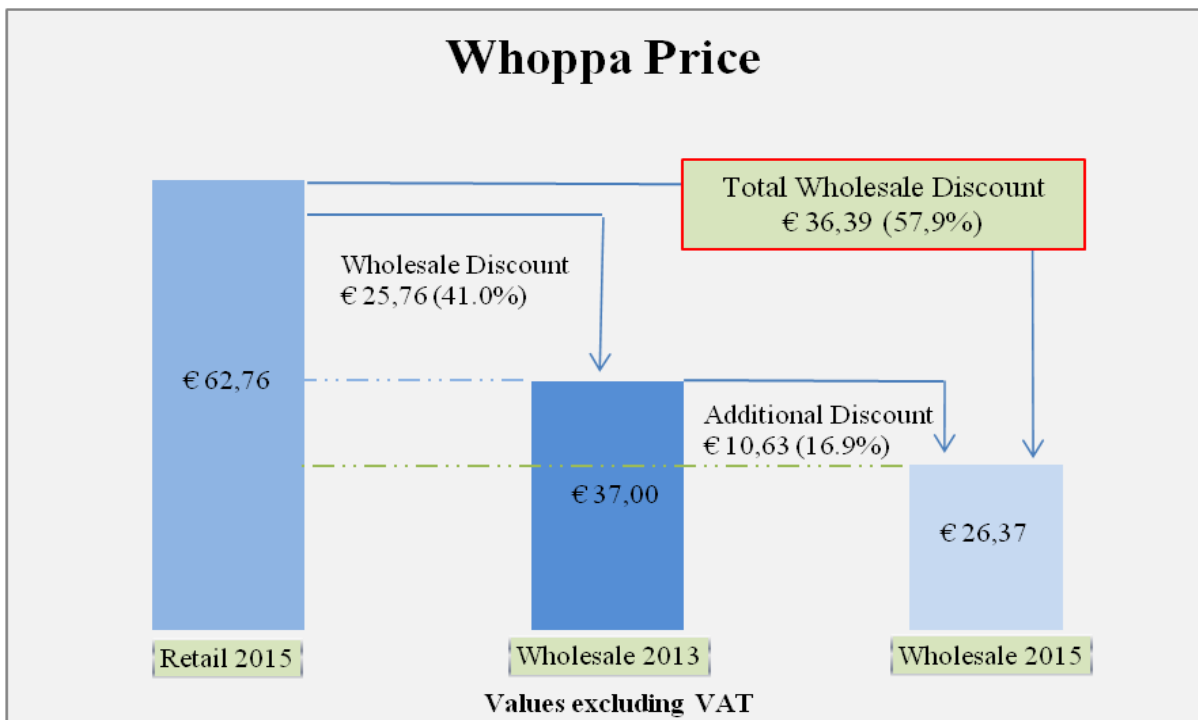 Whoppa Price
Total Wholesale Discount
€ 36,39 (57,9%)
Wholesale Discount
€ 25,76 (41.0%)
€ 62,76
Additional Discount
€ 10,63 (16.9%)
€ 37,00
€ 26,37
Retail 2015
Wholesale 2013
Wholesale 2015
Values excluding VAT